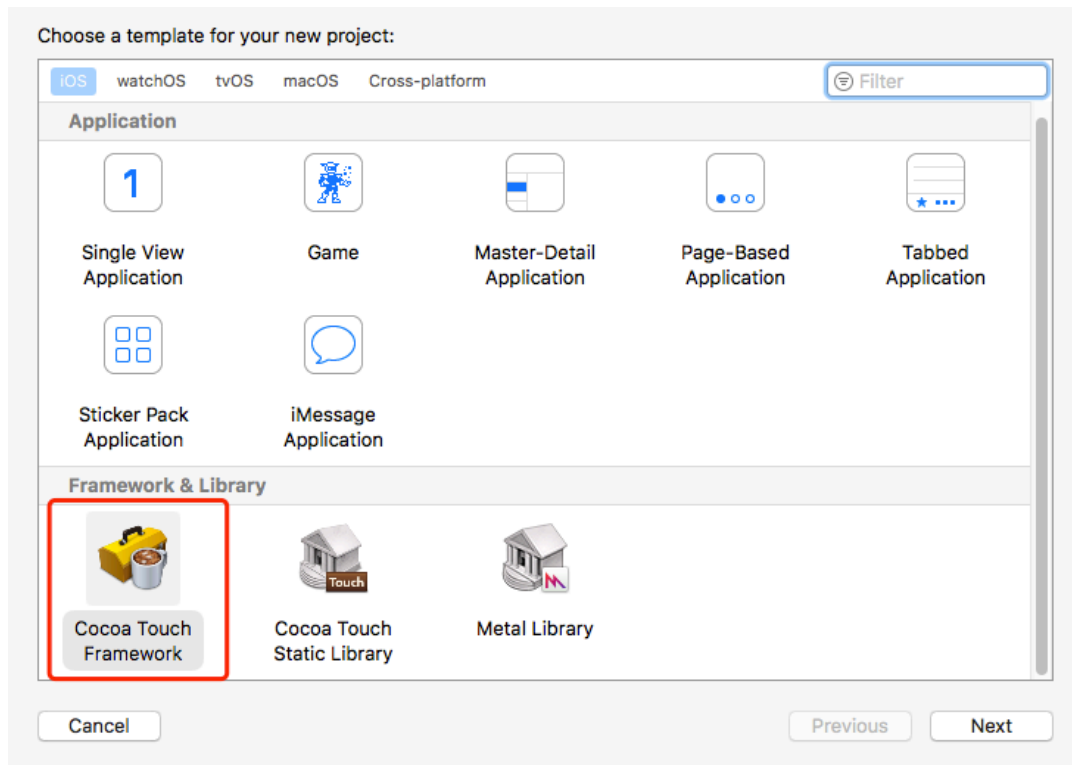 Choose a template for your new project:
iOS watchOS tvOS macOS Cross-platform Filter
Application
1
Single View Application
Game
Master-Detail Application
Page-Based Application
Tabbed Application
Sticker Pack Application
iMessage Application
Framework & Library
Touch
Cocoa Touch Framework
Cocoa Touch Static Library
Metal Library
Cancel Previous Next